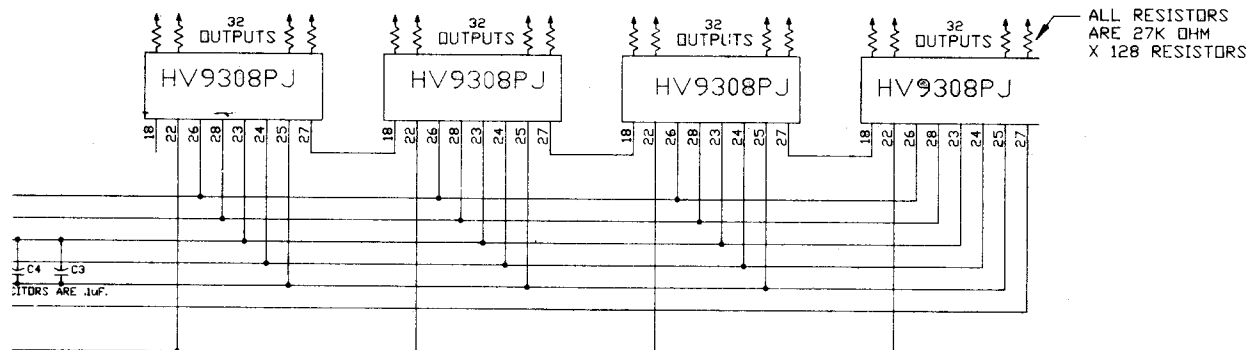 32
OUTPUTS
32
OUTPUTS
32
OUTPUTS
32
OUTPUTS
ALL RESISTORS
ARE 27K OHM
X 128 RESISTORS
HV9308PJ
HV9308PJ
HV9308PJ
HV9308PJ
18 22 26 28 23 24 25 27
18 22 26 28 23 24 25 27
18 22 26 28 23 24 25 27
18 22 26 28 23 24 25 27
C4 C3
CITORS ARE .1uF.